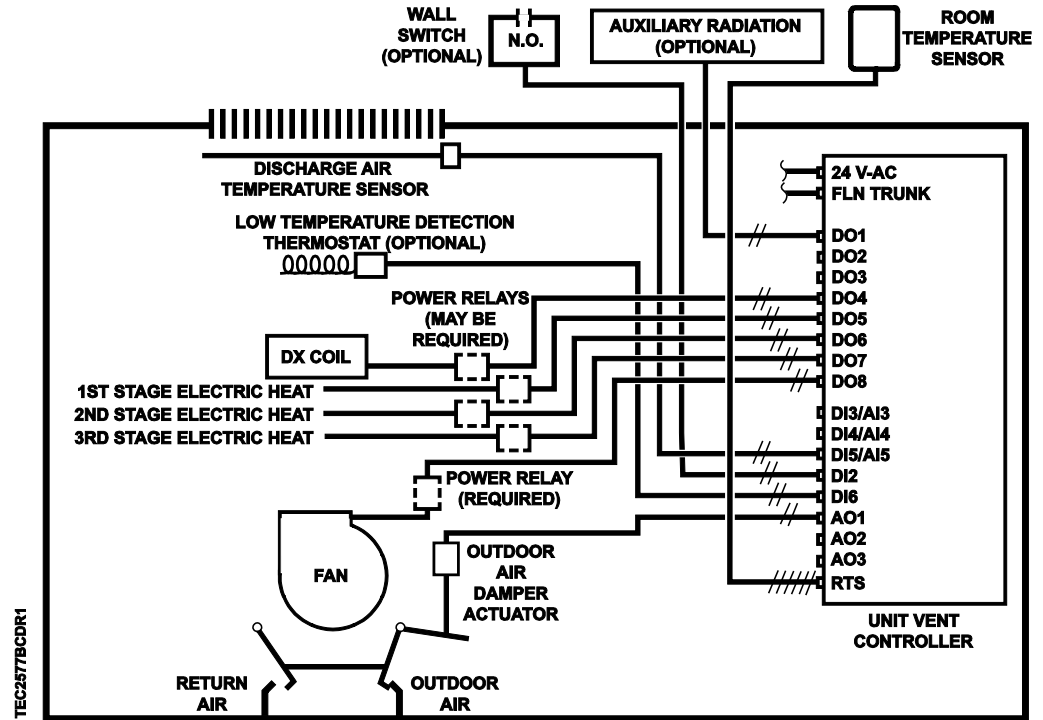 WALL
SWITCH
(OPTIONAL)
N.O.
AUXILIARY RADIATION
(OPTIONAL)
ROOM
TEMPERATURE
SENSOR
DISCHARGE AIR
TEMPERATURE SENSOR
24 V-AC
FLN TRUNK
LOW TEMPERATURE DETECTION
THERMOSTAT (OPTIONAL)
DO1
DO2
DO3
DO4
DO5
DO6
DO7
DO8
POWER RELAYS
(MAY BE
REQUIRED)
DX COIL
1ST STAGE ELECTRIC HEAT
2ND STAGE ELECTRIC HEAT
3RD STAGE ELECTRIC HEAT
DI3/AI3
DI4/AI4
DI5/AI5
DI2
DI6
AO1
AO2
AO3
RTS
POWER RELAY
(REQUIRED)
FAN
OUTDOOR
AIR
DAMPER
ACTUATOR
UNIT VENT
CONTROLLER
RETURN
AIR
OUTDOOR
AIR
TEC2577BCDR1